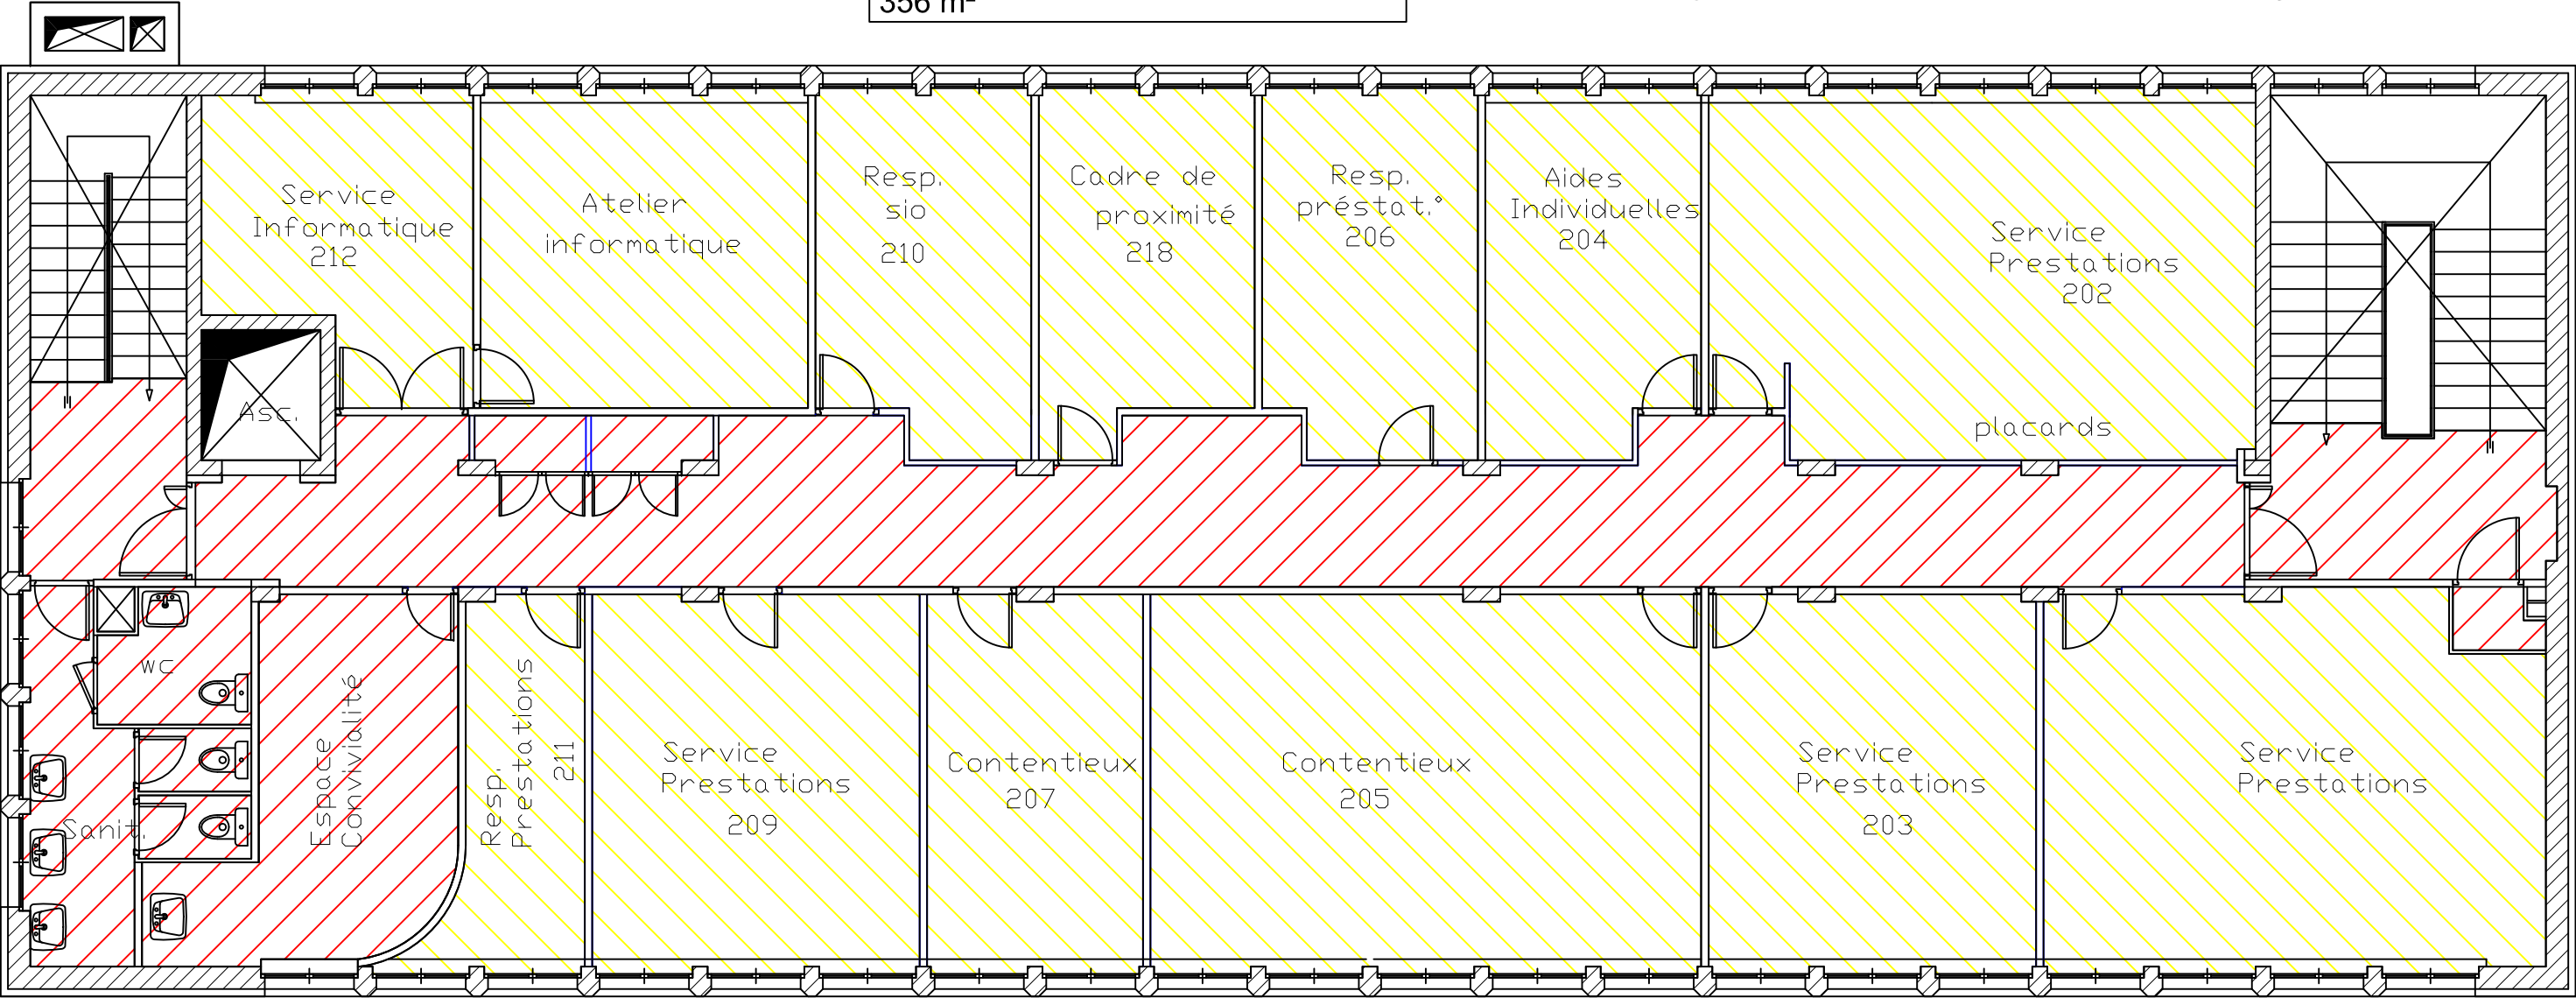 356 m²
Service
Informatique
212
Atelier
informatique
Resp.
sio
210
Cadre de
proximité
218
Resp.
préstat.°
206
Aides
Individuelles
204
Service
Prestations
202
placards
Asc.
WC
Sanit.
Espace
Convivialité
Resp.
Prestations
211
Service
Prestations
209
Contentieux
207
Contentieux
205
Service
Prestations
203
Service
Prestations